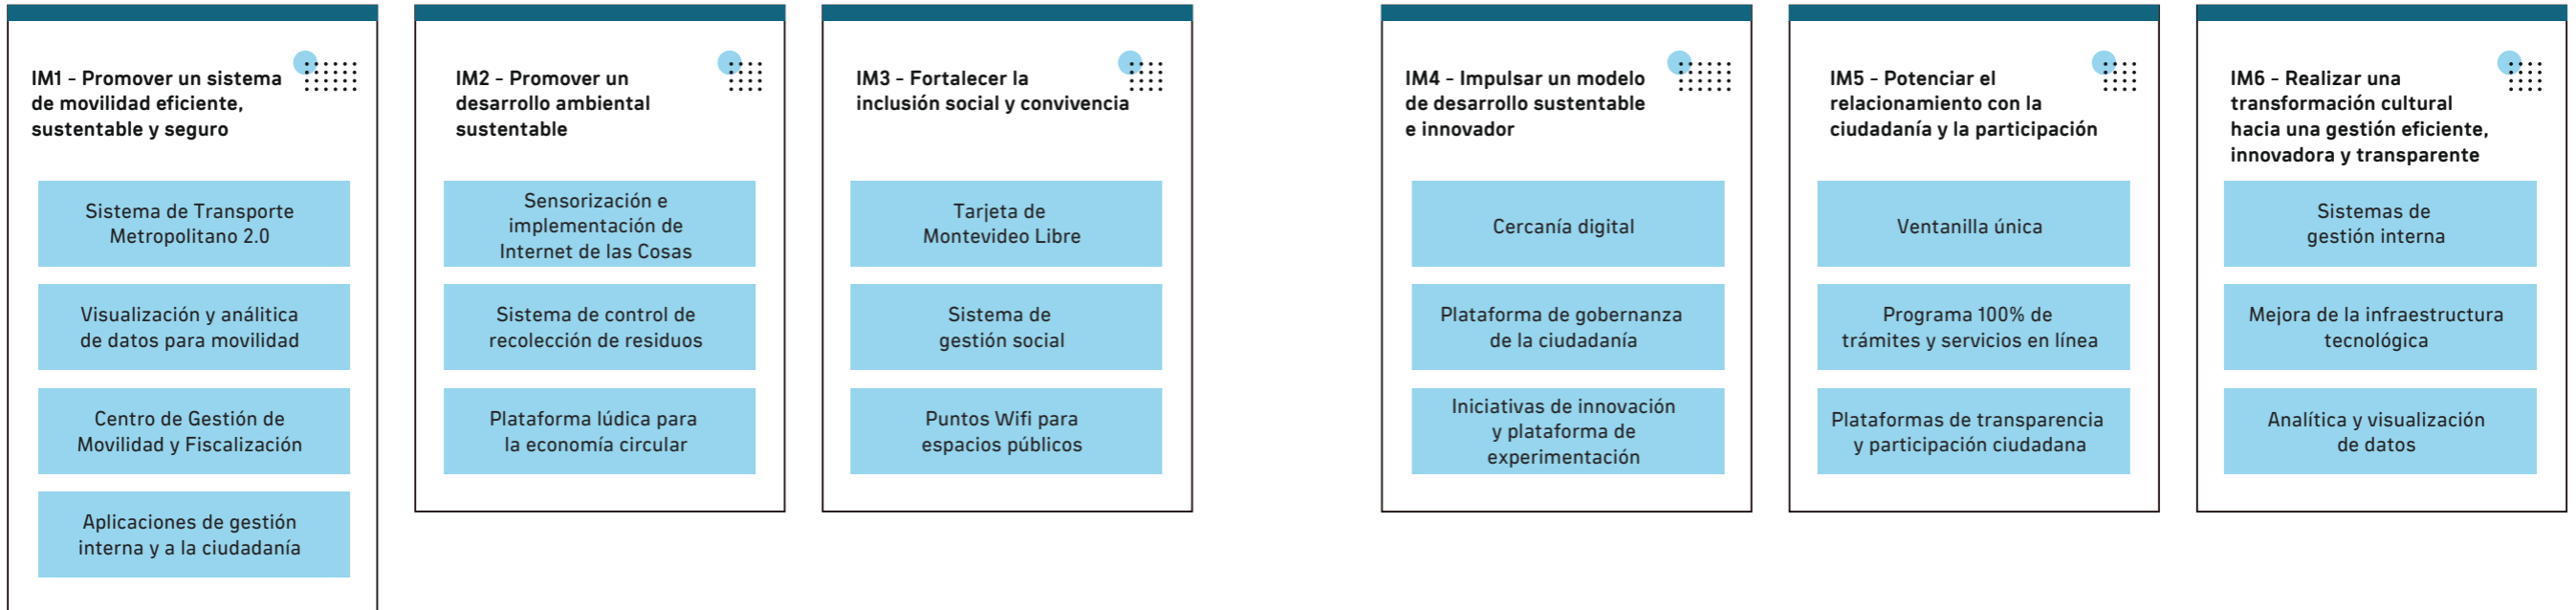 IM1 - Promover un sistema
de movilidad eficiente,
sustentable y seguro
Sistema de Transporte
Metropolitano 2.0
Visualización y análitica
de datos para movilidad
Centro de Gestión de
Movilidad y Fiscalización
Aplicaciones de gestión
interna y a la ciudadanía
IM2 - Promover un
desarrollo ambiental
sustentable
Sensorización e
implementación de
Internet de las Cosas
Sistema de control de
recolección de residuos
Plataforma lúdica para
la economía circular
IM3 - Fortalecer la
inclusión social y convivencia
Tarjeta de
Montevideo Libre
Sistema de
gestión social
Puntos Wifi para
espacios públicos
IM4 - Impulsar un modelo
de desarrollo sustentable
e innovador
Cercanía digital
Plataforma de gobernanza
de la ciudadanía
Iniciativas de innovación
y plataforma de
experimentación
IM5 - Potenciar el
relacionamiento con la
ciudadanía y la participación
Ventanilla única
Programa 100% de
trámites y servicios en línea
Plataformas de transparencia
y participación ciudadana
IM6 - Realizar una
transformación cultural
hacia una gestión eficiente,
innovadora y transparente
Sistemas de
gestión interna
Mejora de la infraestructura
tecnológica
Analítica y visualización
de datos